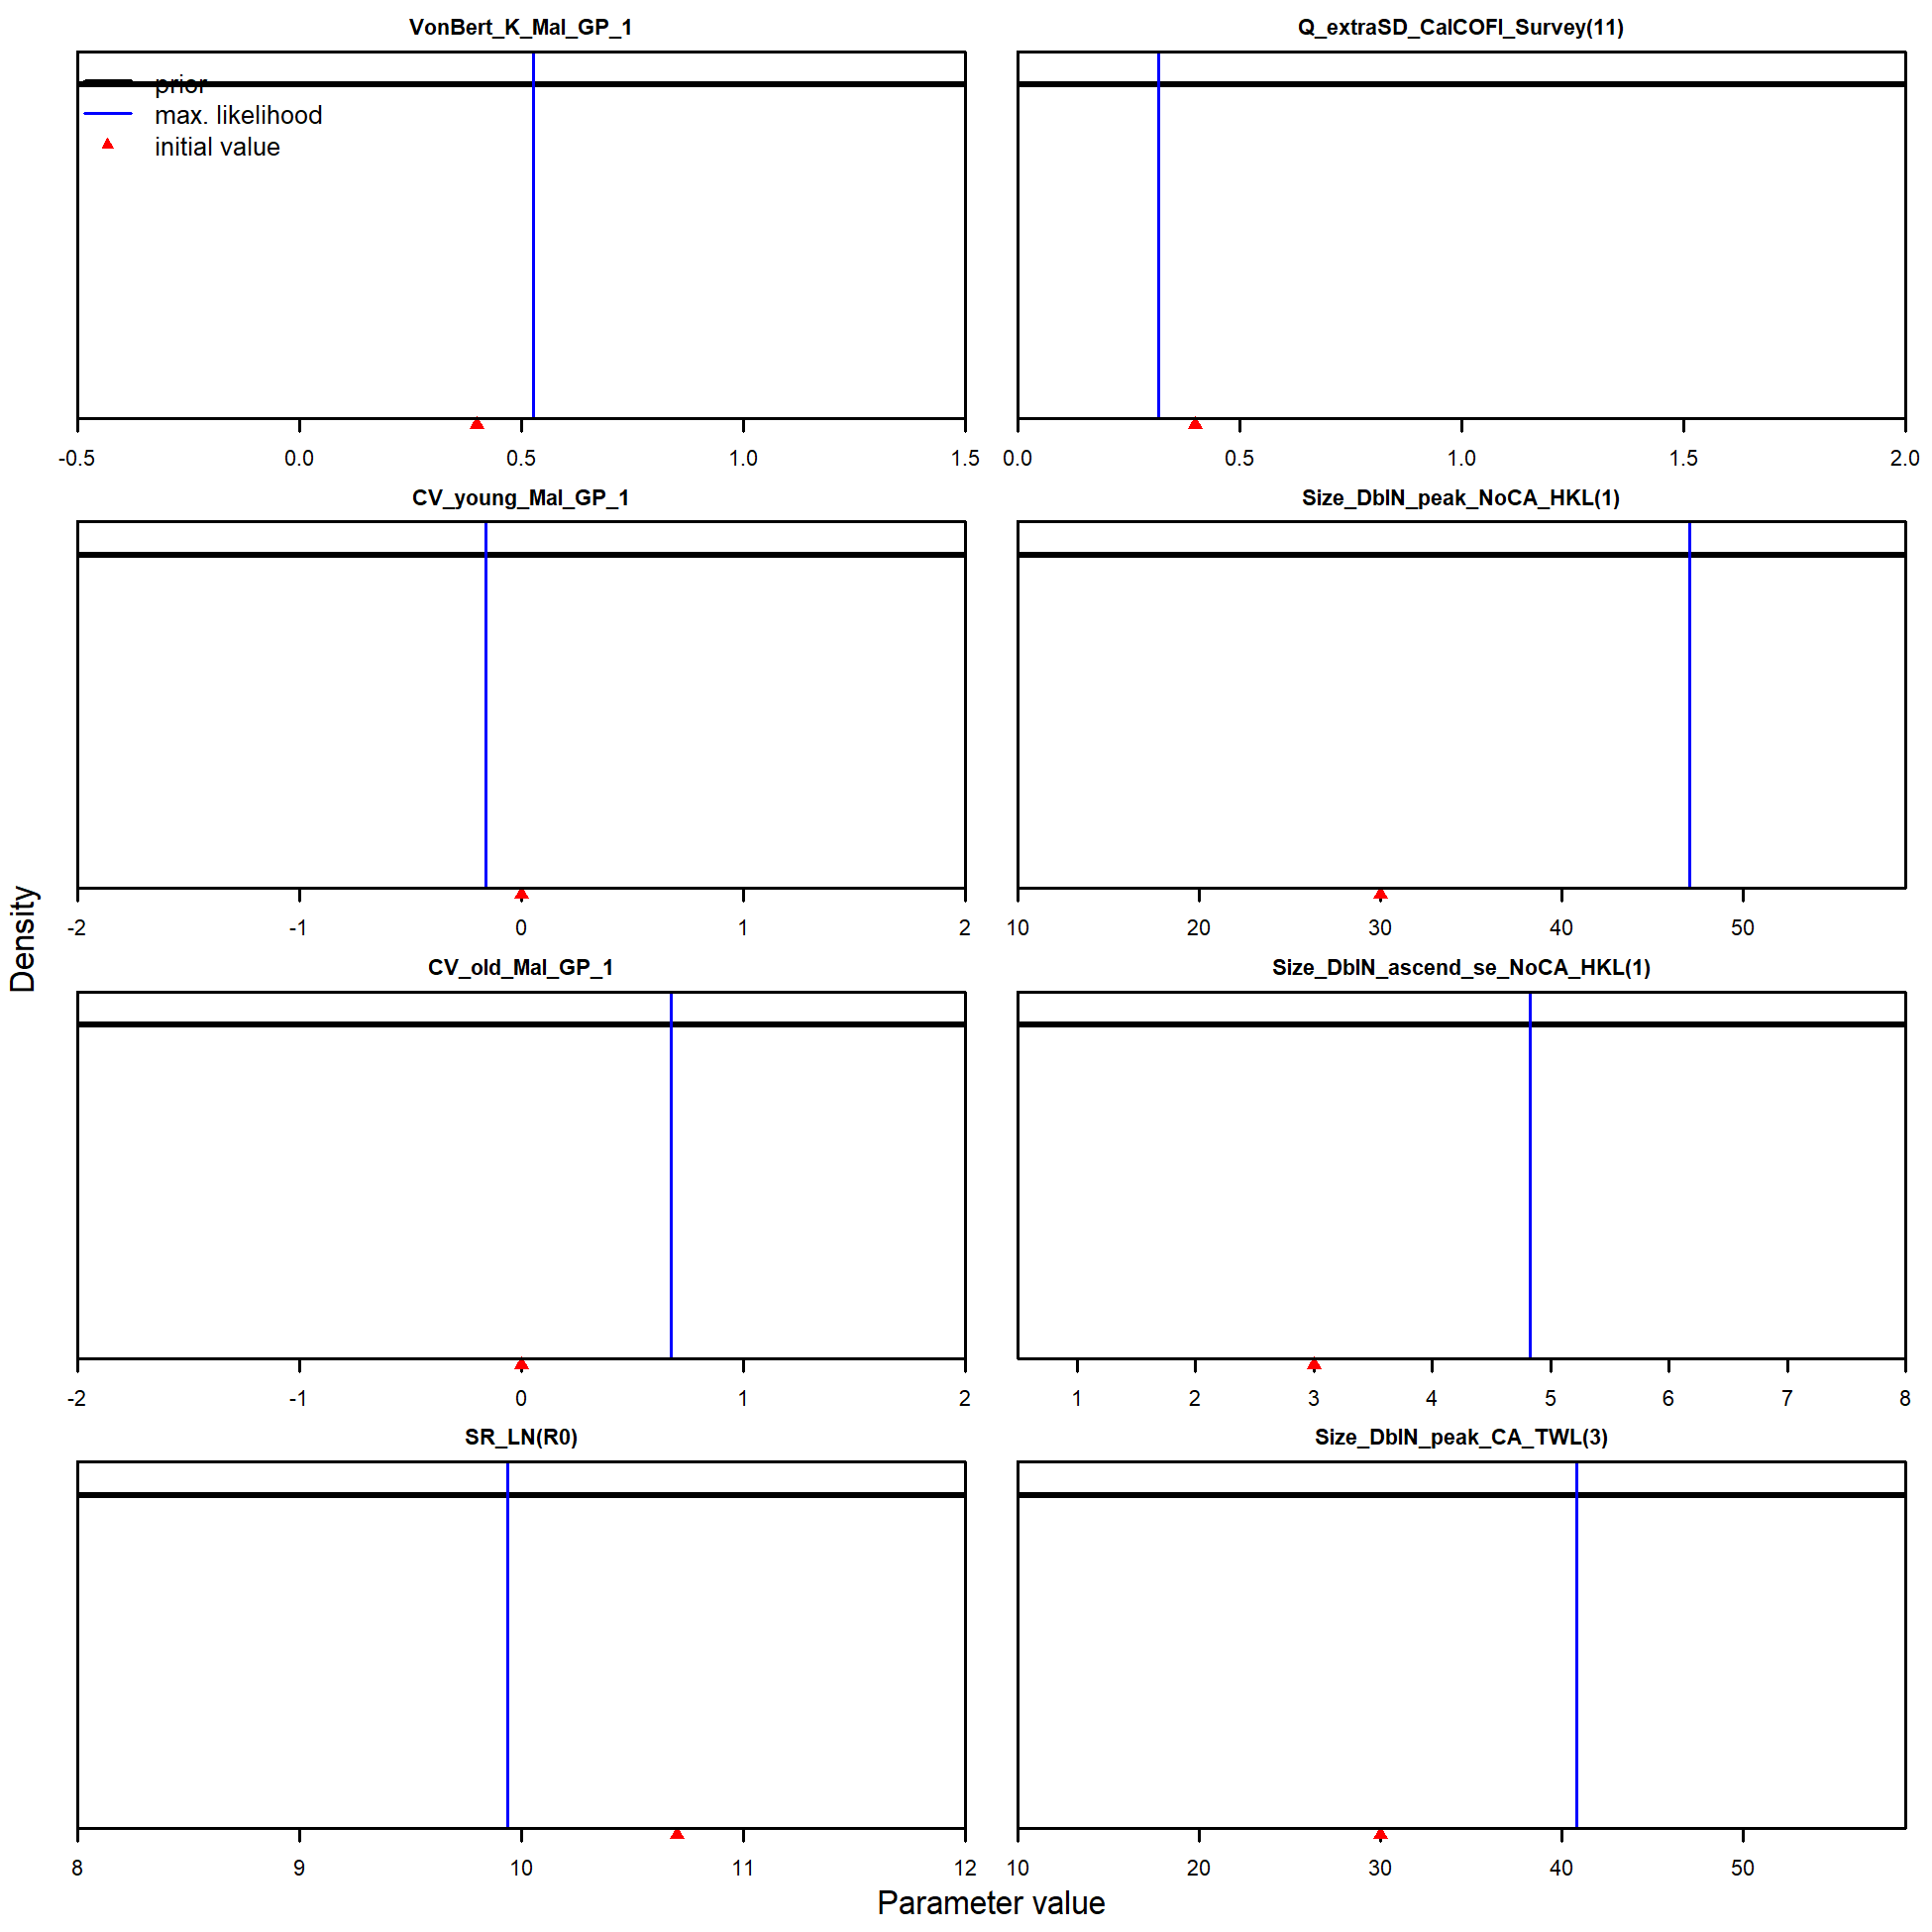 VonBert_K_Mal_GP_1
prior
max. likelihood
initial value
-0.5 0.0 0.5 1.0 1.5
Q_extraSD_CalCOFI_Survey(11)
0.0 0.5 1.0 1.5 2.0
CV_young_Mal_GP_1
-2 -1 0 1 2
Size_DblN_peak_NoCA_HKL(1)
10 20 30 40 50
CV_old_Mal_GP_1
-2 -1 0 1 2
Size_DblN_ascend_se_NoCA_HKL(1)
1 2 3 4 5 6 7 8
SR_LN(R0)
8 9 10 11 12
Size_DblN_peak_CA_TWL(3)
10 20 30 40 50
Density
Parameter value